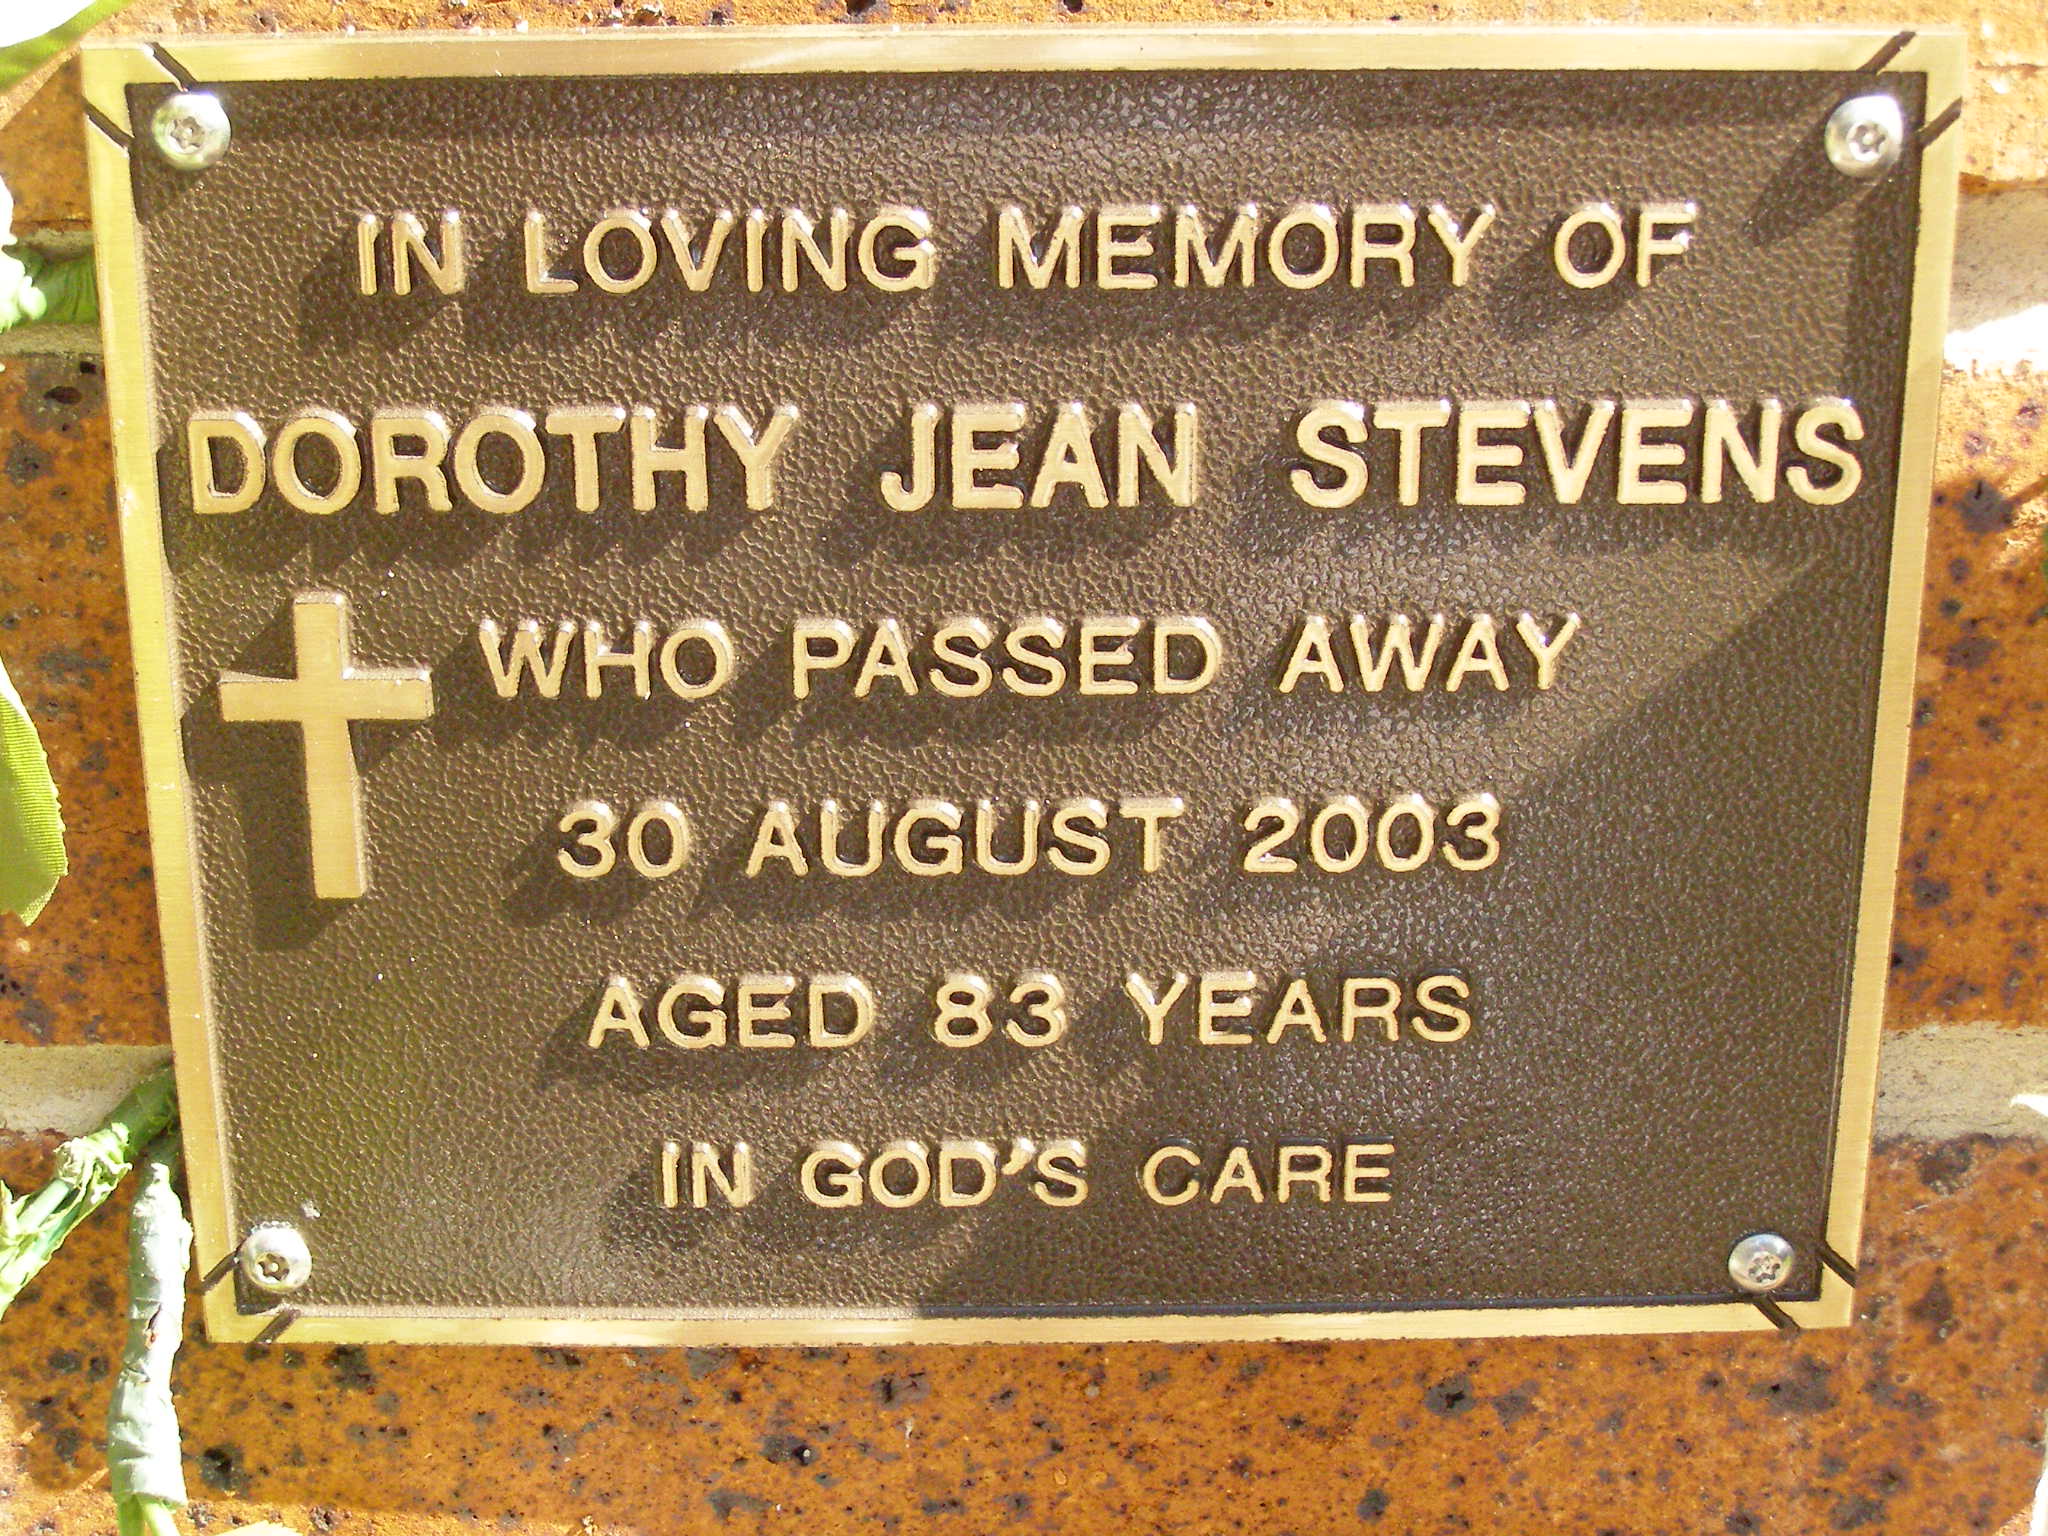 IN LOVING MEMORY OF
DOROTHY JEAN STEVENS
WHO PASSED AWAY
30 AUGUST 2003
AGED 83 YEARS
IN GOD'S CARE